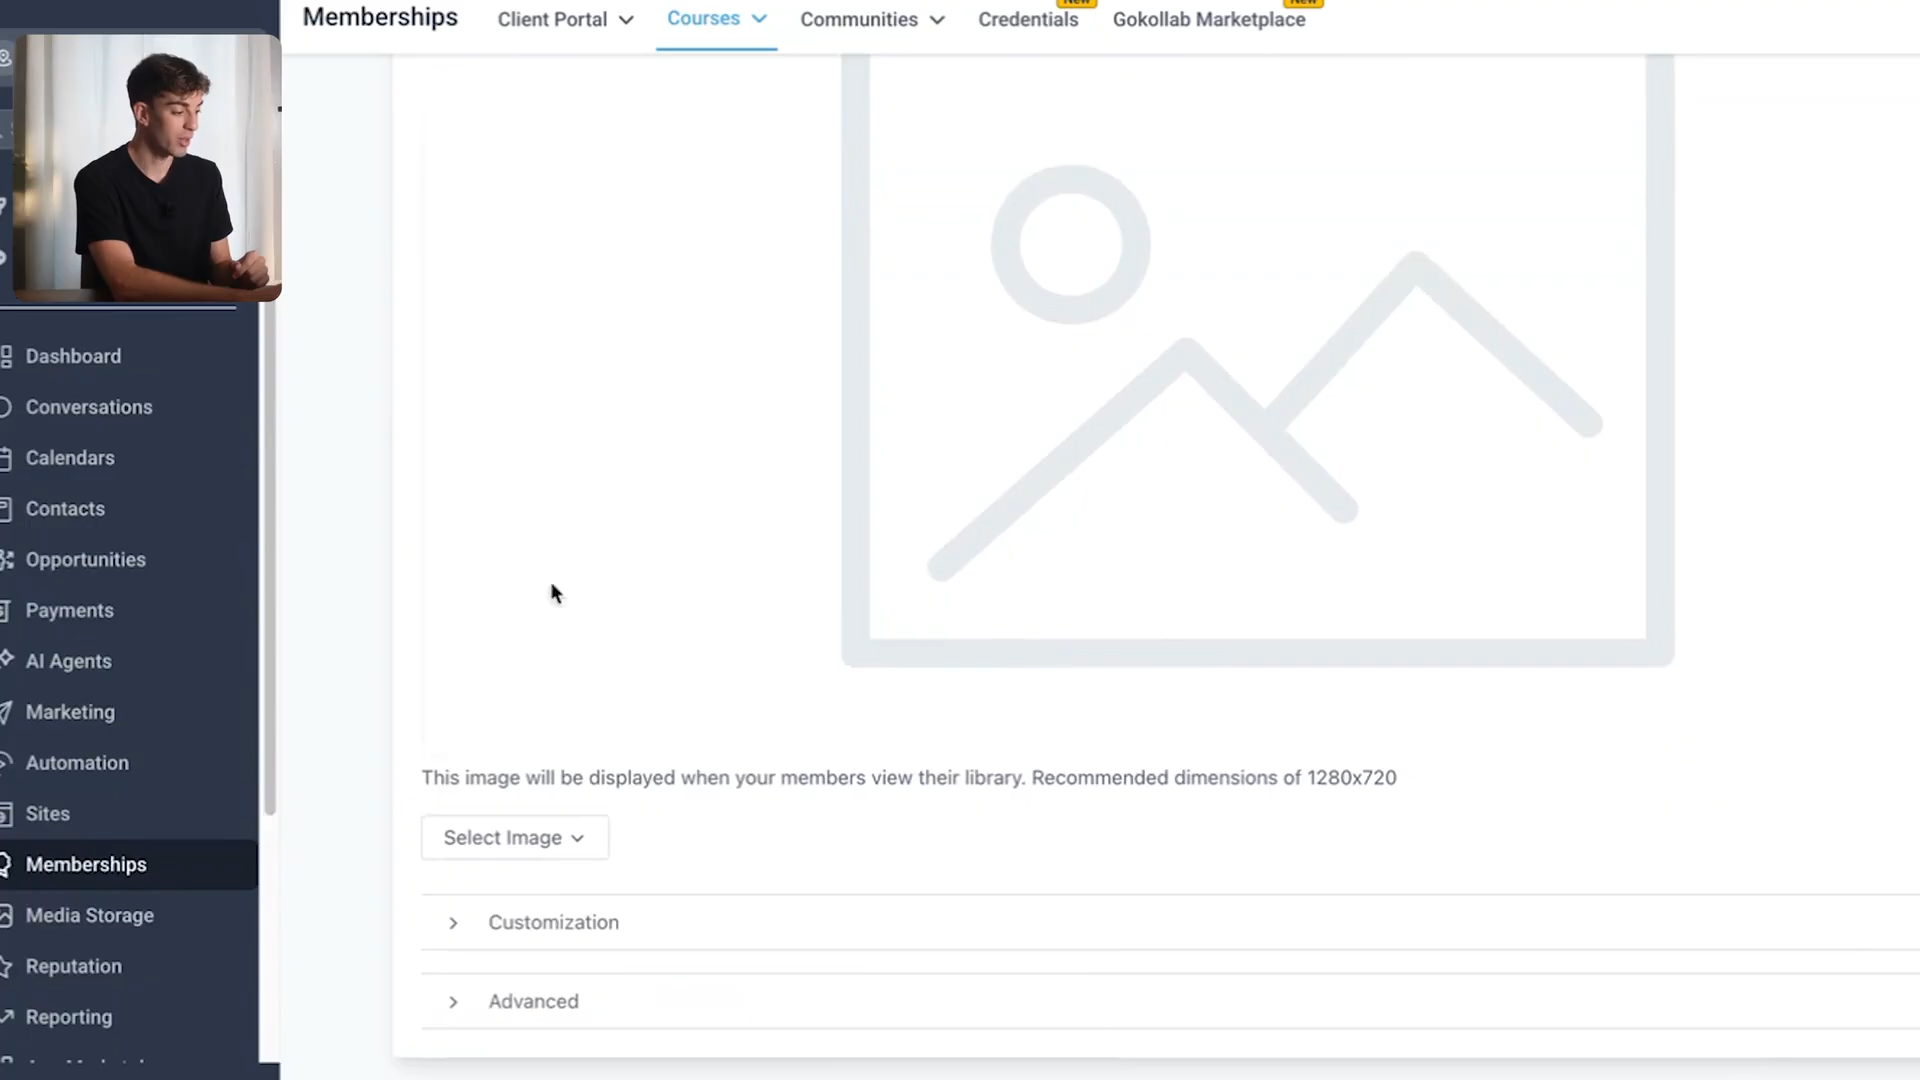 Memberships
Client Portal
Courses
Communities
Credentials
New
Gokollab Marketplace
New
Dashboard
Conversations
Calendars
Contacts
Opportunities
Payments
AI Agents
Marketing
Automation
Sites
Memberships
Media Storage
Reputation
Reporting
This image will be displayed when your members view their library. Recommended dimensions of 1280x720
Select Image
Customization
Advanced